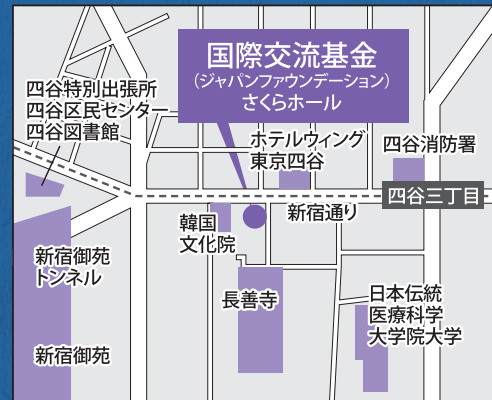 国際交流基金
（ジャパンファウンデーション）
さくらホール
四谷特別出張所
四谷区民センター
四谷図書館
ホテルウィング
東京四谷
四谷消防署
四谷三丁目
新宿通り
韓国
文化院
新宿御苑
トンネル
長善寺
日本伝統
医療科学
大学院大学
新宿御苑